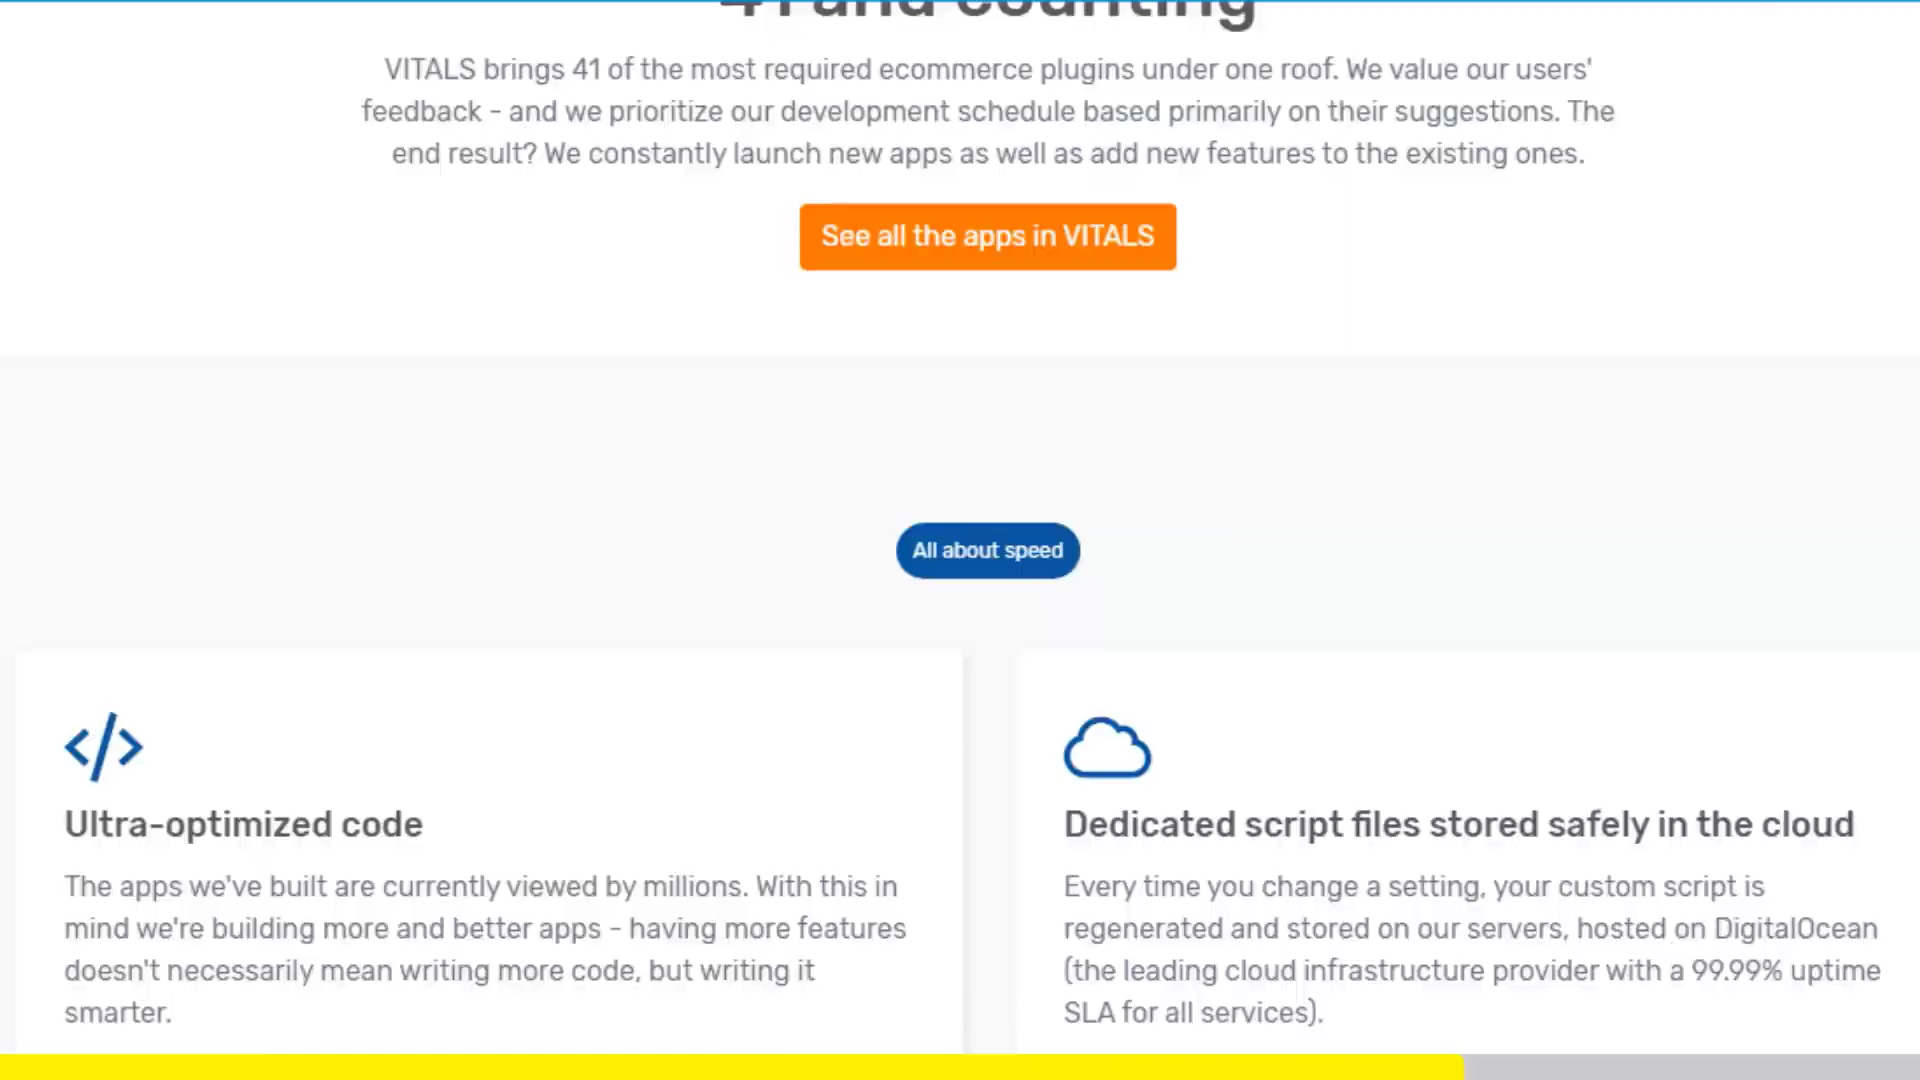 41 and counting
VITALS brings 41 of the most required ecommerce plugins under one roof. We value our users'
feedback - and we prioritize our development schedule based primarily on their suggestions. The
end result? We constantly launch new apps as well as add new features to the existing ones.
See all the apps in VITALS
All about speed
Ultra-optimized code
The apps we've built are currently viewed by millions. With this in
mind we're building more and better apps - having more features
doesn't necessarily mean writing more code, but writing it
smarter.
Dedicated script files stored safely in the cloud
Every time you change a setting, your custom script is
regenerated and stored on our servers, hosted on DigitalOcean
(the leading cloud infrastructure provider with a 99.99% uptime
SLA for all services).